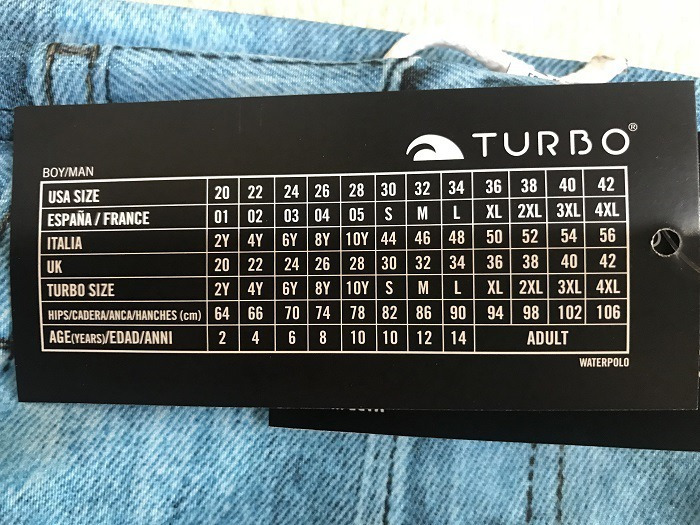 TURBO®
BOY/MAN
USA SIZE 20 22 24 26 28 30 32 34 36 38 40 42
ESPAÑA / FRANCE 01 02 03 04 05 S M L XL 2XL 3XL 4XL
ITALIA 2Y 4Y 6Y 8Y 10Y 44 46 48 50 52 54 56
UK 20 22 24 26 28 30 32 34 36 38 40 42
TURBO SIZE 2Y 4Y 6Y 8Y 10Y S M L XL 2XL 3XL 4XL
HIPS/CADERA/ANCA/HANCHES (cm) 64 66 70 74 78 82 86 90 94 98 102 106
AGE(YEARS)/EDAD/ANNI 2 4 6 8 10 10 12 14 ADULT
WATERPOLO